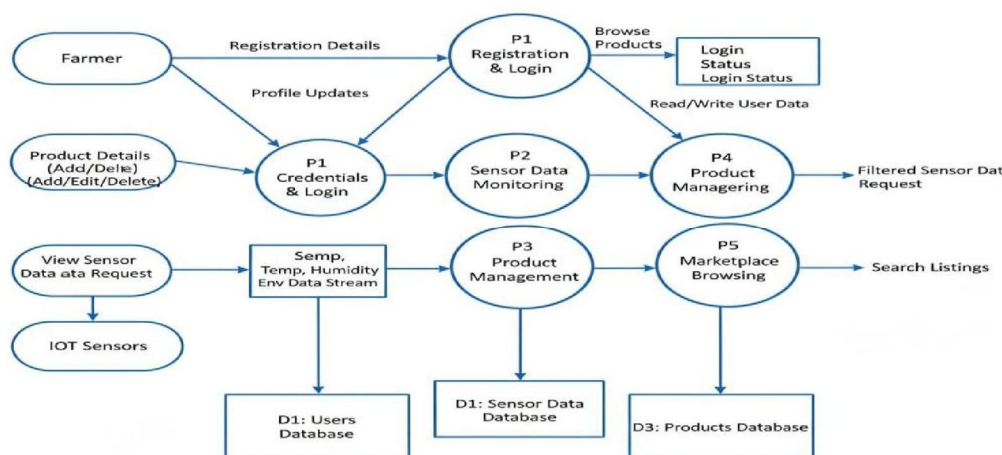 Farmer
Registration Details
P1
Registration
& Login
Browse
Products
Login
Status
Login Status
Profile Updates
Read/Write User Data
Product Details
(Add/Delte)
(Add/Edit/Delete)
P1
Credentials
& Login
P2
Sensor Data
Monitoring
P4
Product
Managering
Filtered Sensor Dat
Request
View Sensor
Data ata Request
Semp,
Temp, Humidity
Env Data Stream
P3
Product
Management
P5
Marketplace
Browsing
Search Listings
IOT Sensors
D1: Users
Database
D1: Sensor Data
Database
D3: Products Database